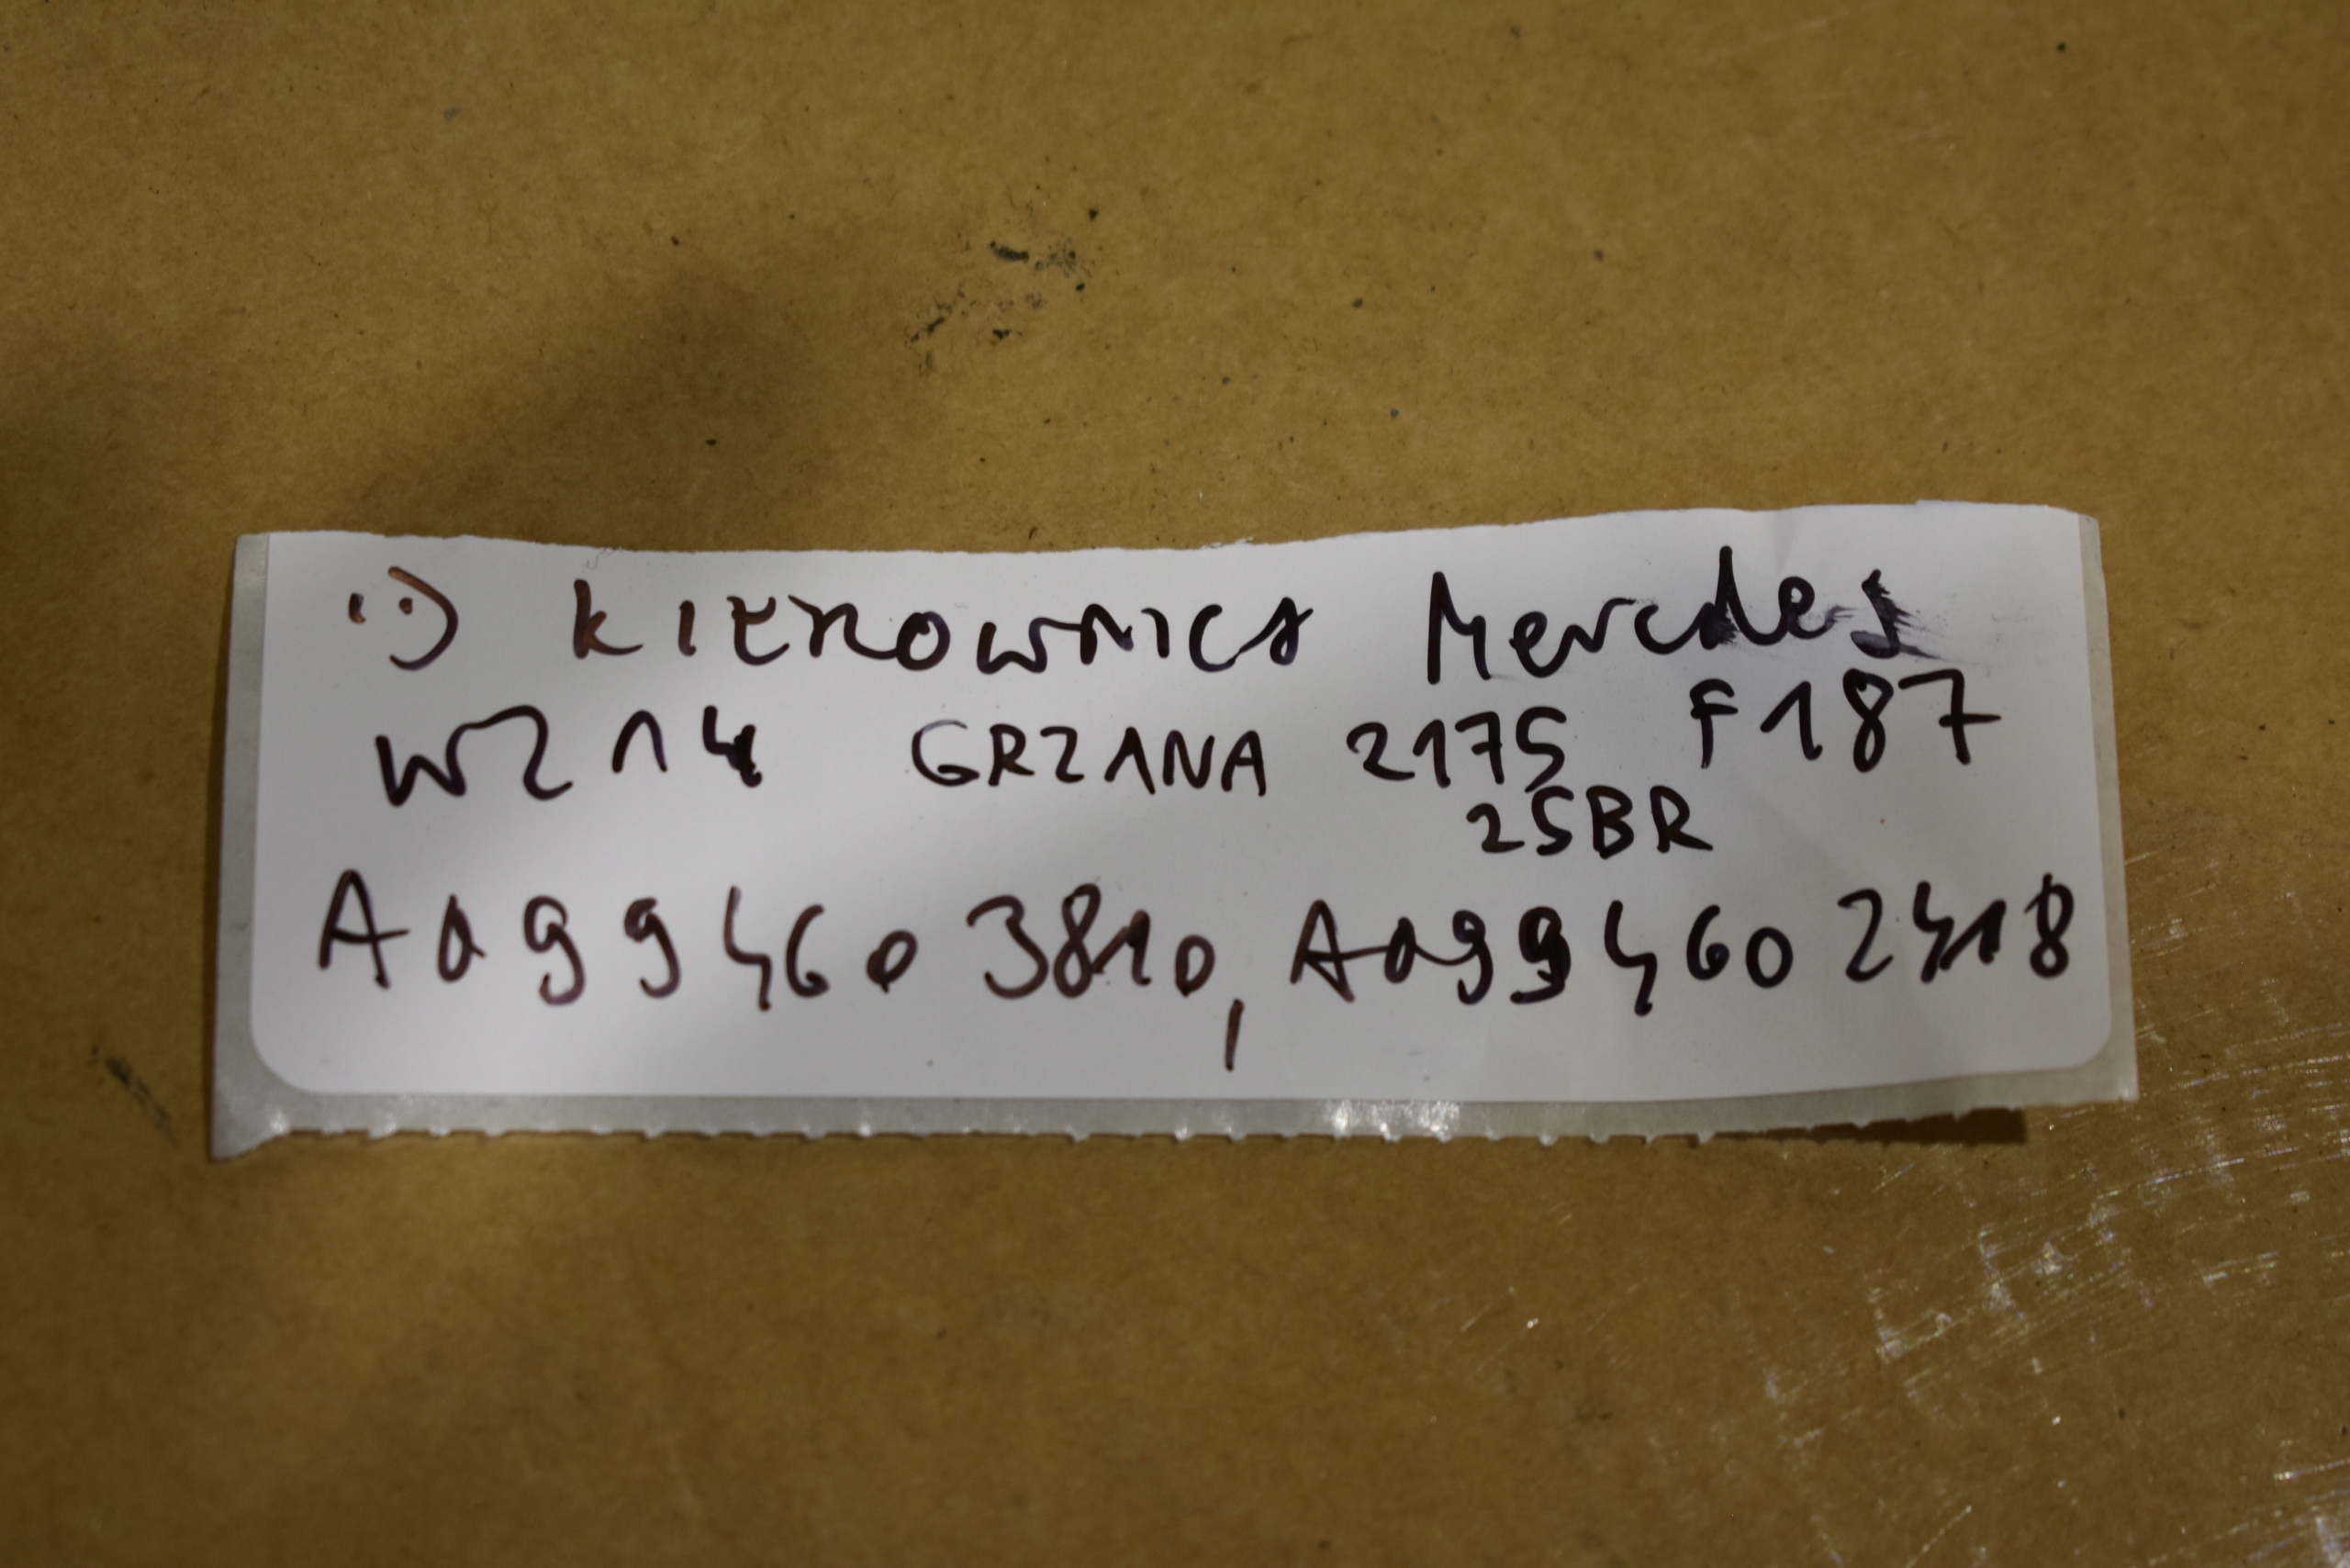 :) KIEROWNICA Mercedes
W214 GRZANA 2175 F187
25BR
A0994603810, A0994602418